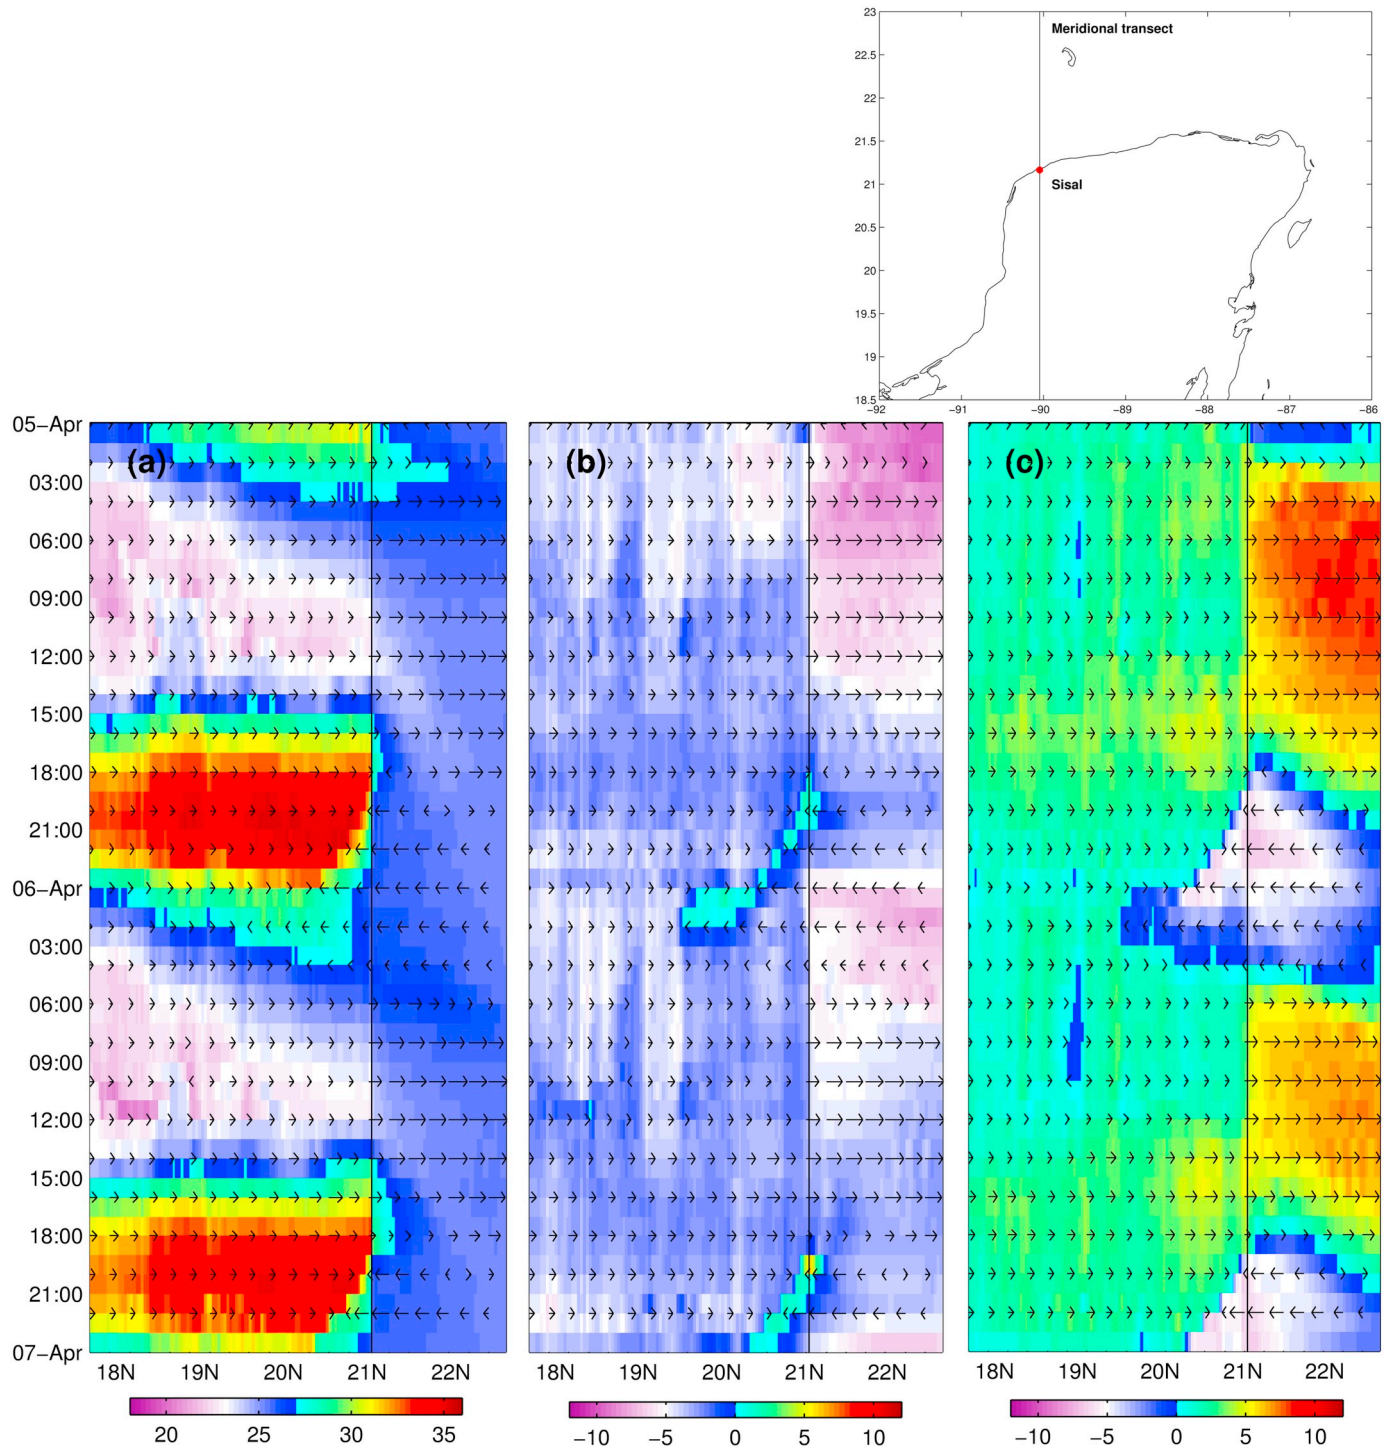 23
22.5
22
21.5
21
20.5
20
19.5
19
18.5
Meridional transect
Sisal
−92 −91 −90 −89 −88 −87 −86
05−Apr
03:00
06:00
09:00
12:00
15:00
18:00
21:00
06−Apr
03:00
06:00
09:00
12:00
15:00
18:00
21:00
07−Apr
(a) (b) (c)
18N 19N 20N 21N 22N 18N 19N 20N 21N 22N 18N 19N 20N 21N 22N
20 25 30 35 −10 −5 0 5 10 −10 −5 0 5 10